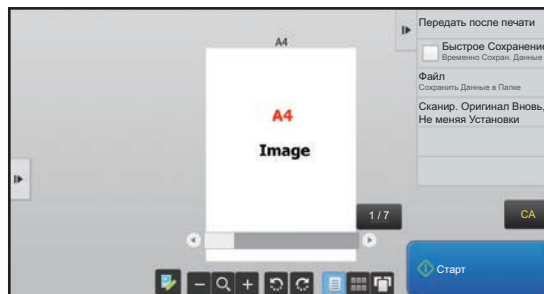 A4
A4
Image
1 / 7
Передать после печати
Быстрое Сохранение
Временно Сохран. Данные
Файл
Сохранить Данные в Папке
Сканир. Оригинал Вновь,
Не меняя Установки
CA
Старт